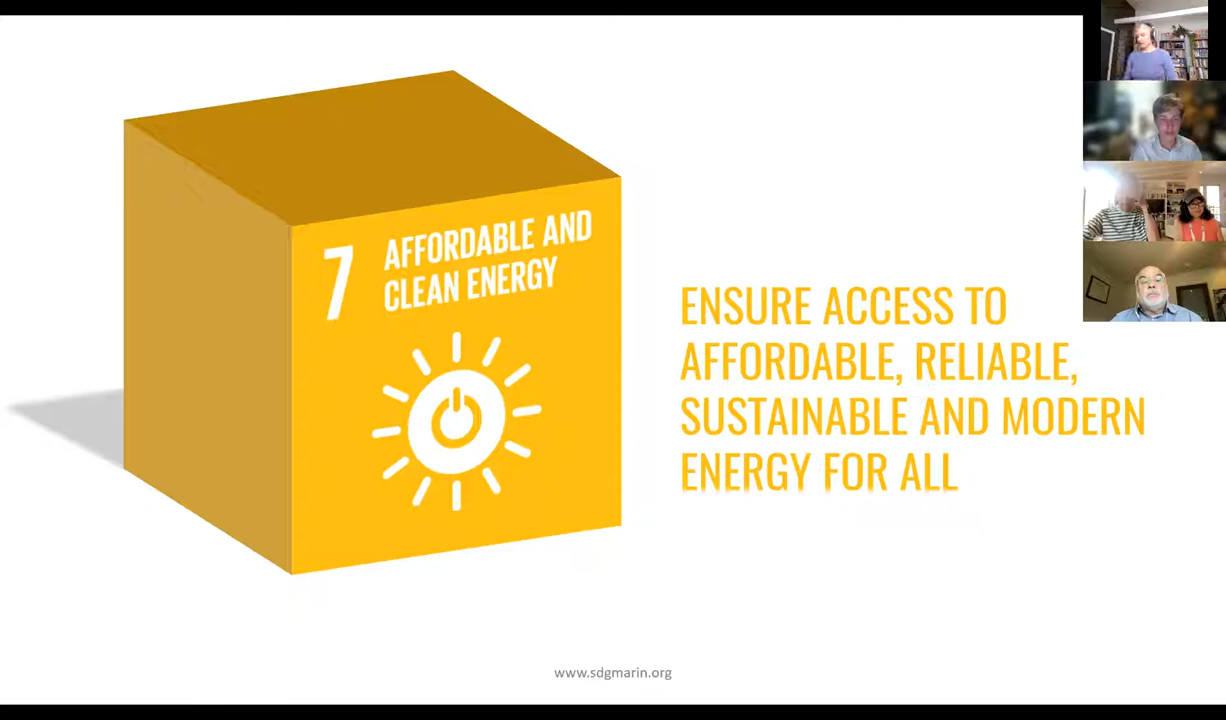 7
AFFORDABLE AND
CLEAN ENERGY
ENSURE ACCESS TO
AFFORDABLE, RELIABLE,
SUSTAINABLE AND MODERN
ENERGY FOR ALL
www.sdgmarin.org